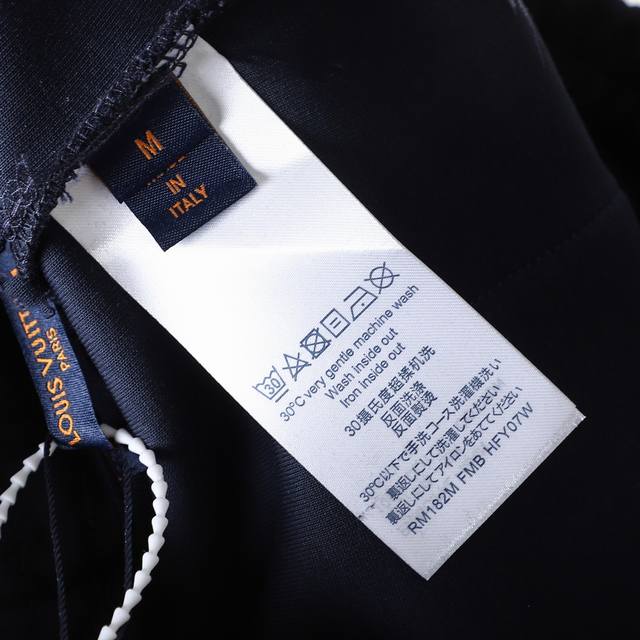 M
IN
ITALY
LOUIS VUIT
PARIS
30
30°C very gentle machine wash
Wash inside out
Iron inside out
30摄氏度轻柔机洗
反面洗涤
反面熨烫
30℃以下で手洗コース洗濯機洗い
裏返しにして洗濯してください
裏返しにしてアイロンをあててください
RM182M FMB HFY07W